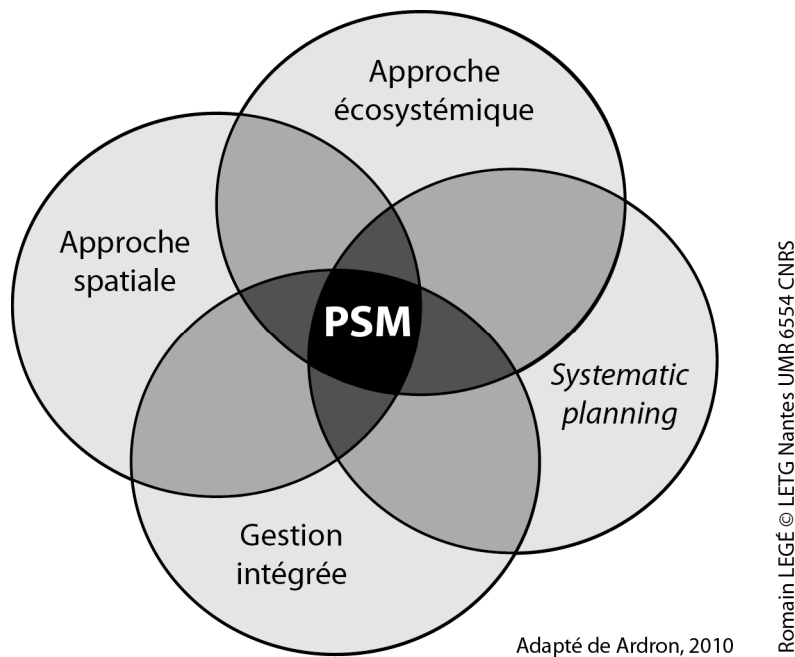 Approche
écosystémique
Approche
spatiale
PSM
Systematic
planning
Gestion
intégrée
Adapté de Ardron, 2010
Romain LEGÉ © LETG Nantes UMR 6554 CNRS